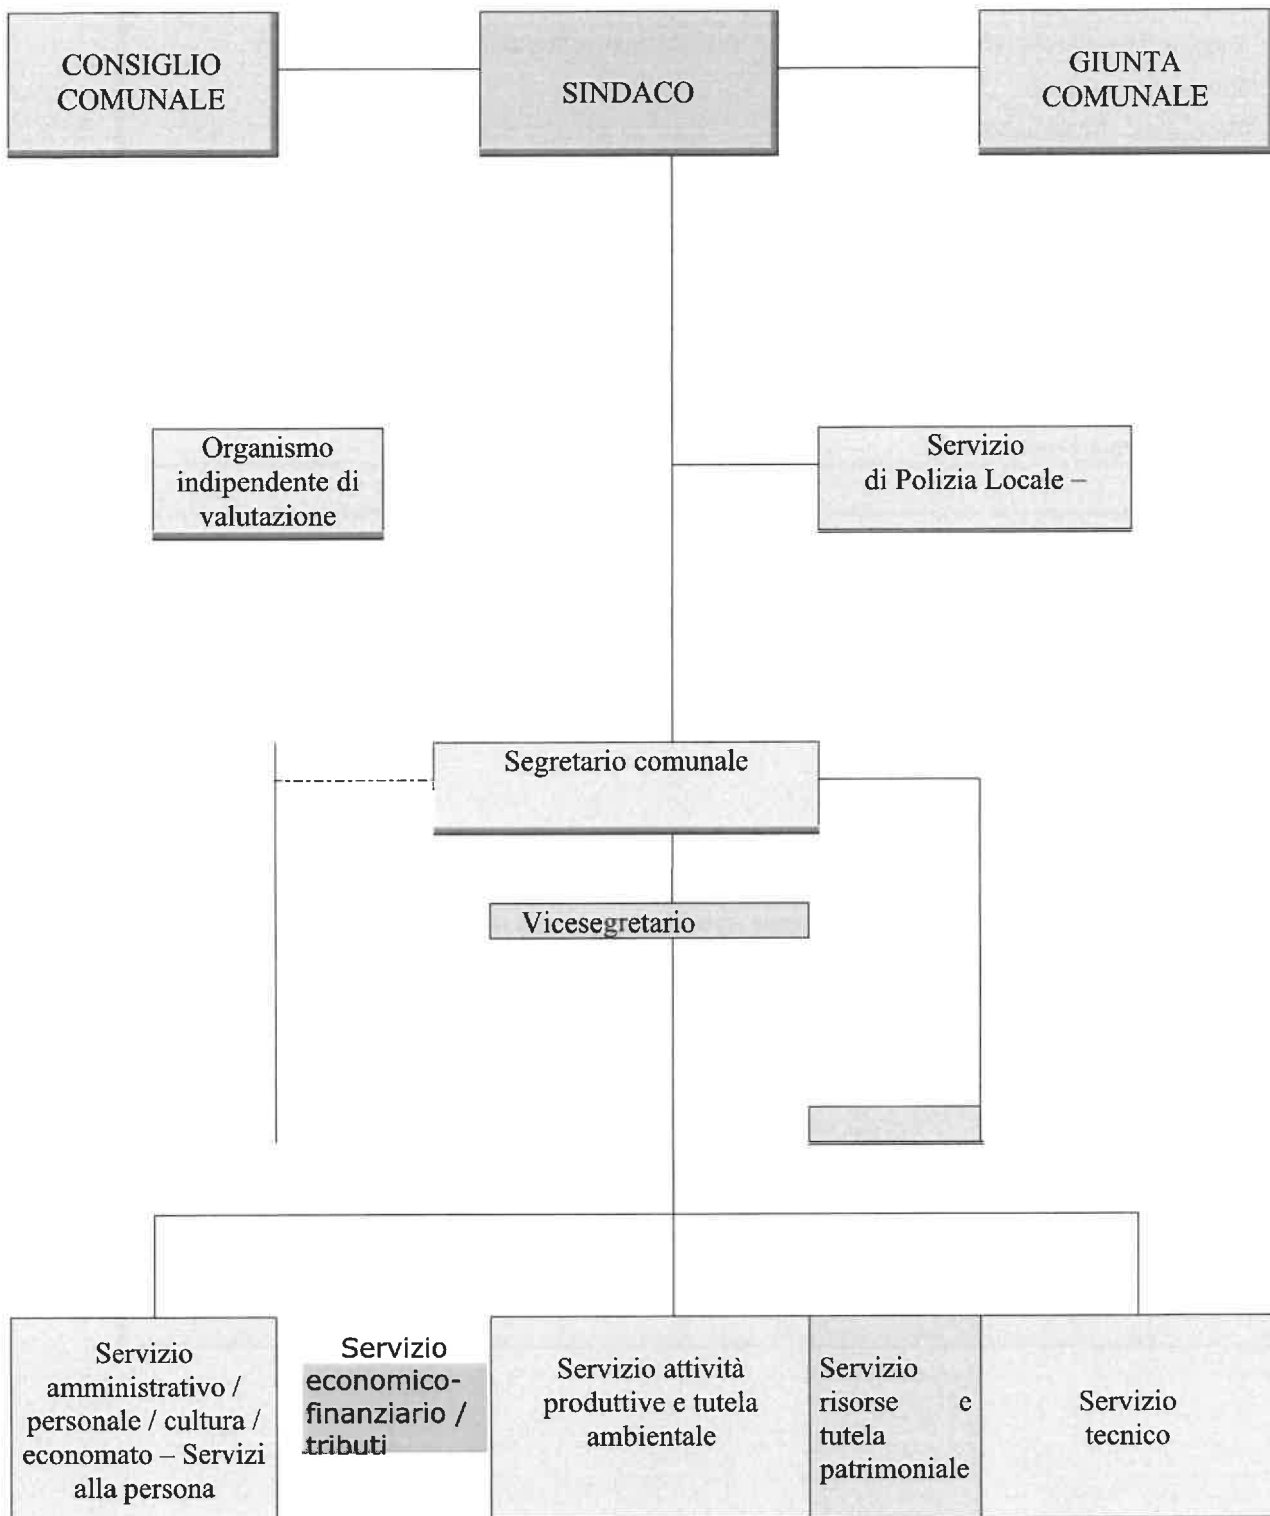 CONSIGLIO
COMUNALE
SINDACO
GIUNTA
COMUNALE
Organismo
indipendente di
valutazione
Servizio
di Polizia Locale –
Segretario comunale
Vicesegretario
Servizio
amministrativo /
personale / cultura /
economato – Servizi
alla persona
Servizio
economico-
finanziario /
tributi
Servizio attività
produttive e tutela
ambientale
Servizio
risorse e
tutela
patrimoniale
Servizio
tecnico